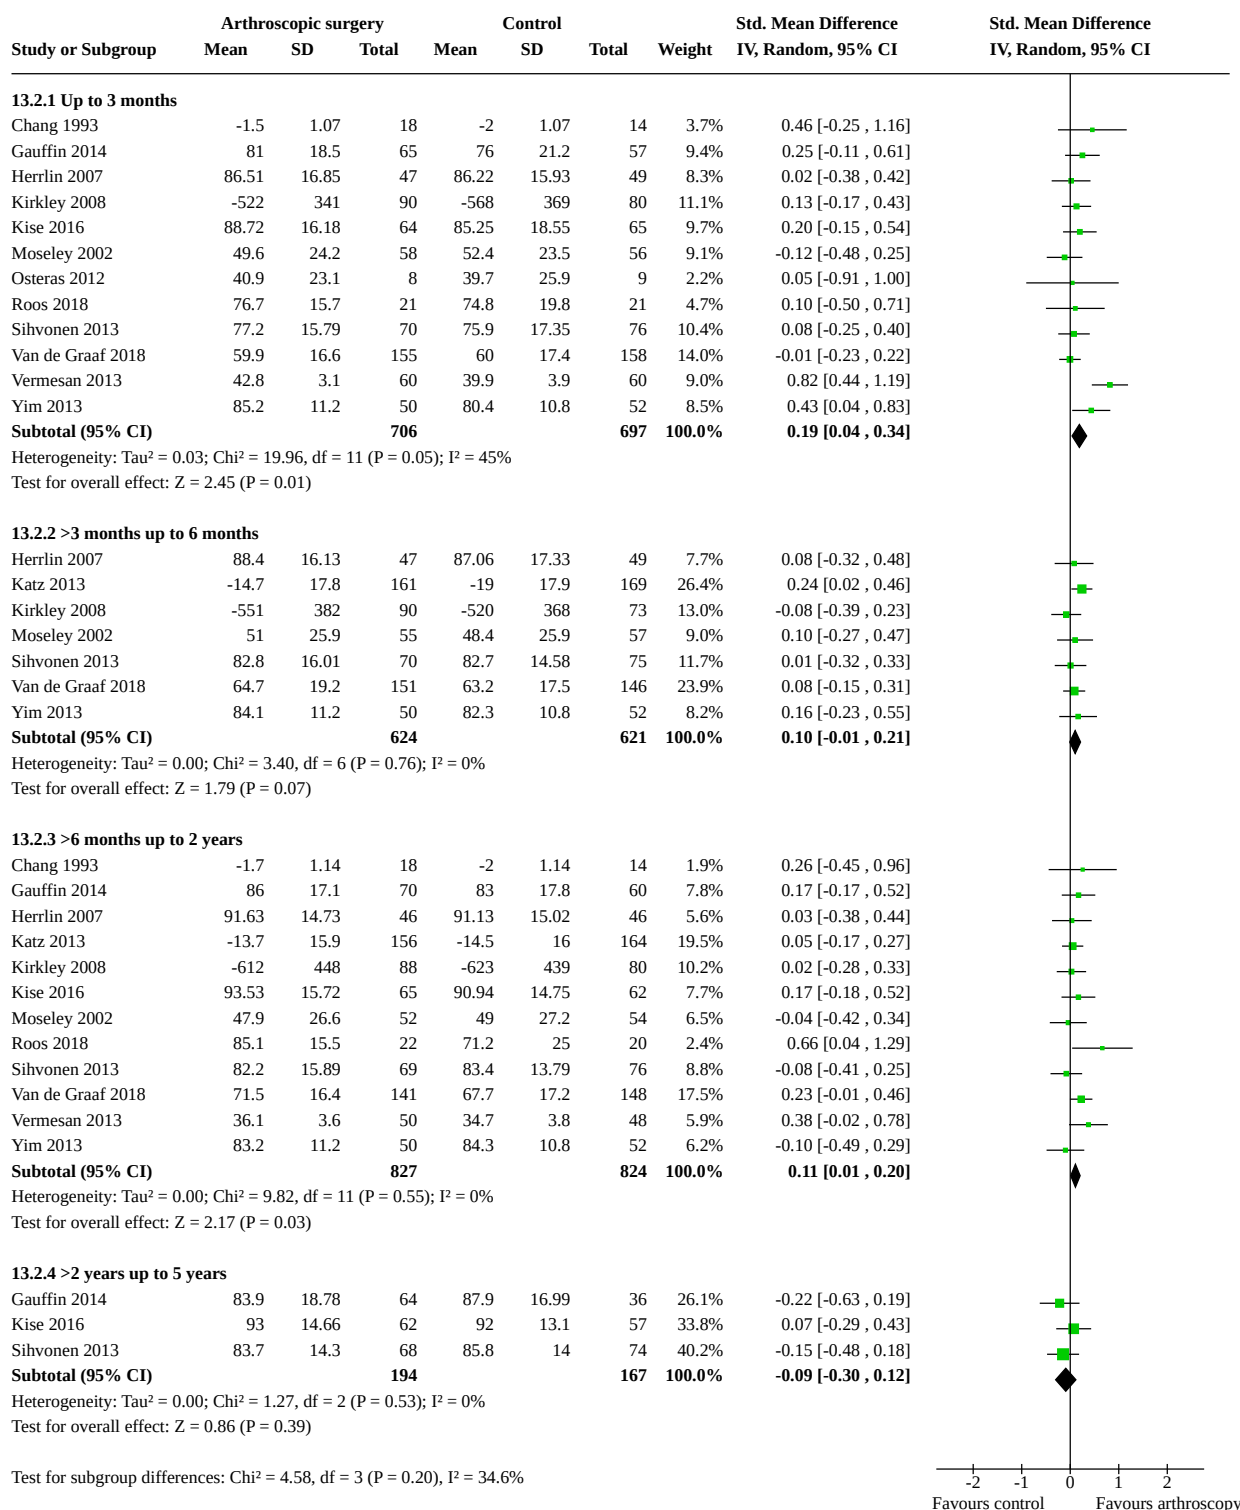 Arthroscopic surgery Control Std. Mean Difference Std. Mean Difference
Study or Subgroup Mean SD Total Mean SD Total Weight IV, Random, 95% CI IV, Random, 95% CI
13.2.1 Up to 3 months
Chang 1993 -1.5 1.07 18 -2 1.07 14 3.7% 0.46 [-0.25 , 1.16]
Gauffin 2014 81 18.5 65 76 21.2 57 9.4% 0.25 [-0.11 , 0.61]
Herrlin 2007 86.51 16.85 47 86.22 15.93 49 8.3% 0.02 [-0.38 , 0.42]
Kirkley 2008 -522 341 90 -568 369 80 11.1% 0.13 [-0.17 , 0.43]
Kise 2016 88.72 16.18 64 85.25 18.55 65 9.7% 0.20 [-0.15 , 0.54]
Moseley 2002 49.6 24.2 58 52.4 23.5 56 9.1% -0.12 [-0.48 , 0.25]
Osteras 2012 40.9 23.1 8 39.7 25.9 9 2.2% 0.05 [-0.91 , 1.00]
Roos 2018 76.7 15.7 21 74.8 19.8 21 4.7% 0.10 [-0.50 , 0.71]
Sihvonen 2013 77.2 15.79 70 75.9 17.35 76 10.4% 0.08 [-0.25 , 0.40]
Van de Graaf 2018 59.9 16.6 155 60 17.4 158 14.0% -0.01 [-0.23 , 0.22]
Vermesan 2013 42.8 3.1 60 39.9 3.9 60 9.0% 0.82 [0.44 , 1.19]
Yim 2013 85.2 11.2 50 80.4 10.8 52 8.5% 0.43 [0.04 , 0.83]
Subtotal (95% CI) 706 697 100.0% 0.19 [0.04 , 0.34]
Heterogeneity: Tau² = 0.03; Chi² = 19.96, df = 11 (P = 0.05); I² = 45%
Test for overall effect: Z = 2.45 (P = 0.01)
13.2.2 >3 months up to 6 months
Herrlin 2007 88.4 16.13 47 87.06 17.33 49 7.7% 0.08 [-0.32 , 0.48]
Katz 2013 -14.7 17.8 161 -19 17.9 169 26.4% 0.24 [0.02 , 0.46]
Kirkley 2008 -551 382 90 -520 368 73 13.0% -0.08 [-0.39 , 0.23]
Moseley 2002 51 25.9 55 48.4 25.9 57 9.0% 0.10 [-0.27 , 0.47]
Sihvonen 2013 82.8 16.01 70 82.7 14.58 75 11.7% 0.01 [-0.32 , 0.33]
Van de Graaf 2018 64.7 19.2 151 63.2 17.5 146 23.9% 0.08 [-0.15 , 0.31]
Yim 2013 84.1 11.2 50 82.3 10.8 52 8.2% 0.16 [-0.23 , 0.55]
Subtotal (95% CI) 624 621 100.0% 0.10 [-0.01 , 0.21]
Heterogeneity: Tau² = 0.00; Chi² = 3.40, df = 6 (P = 0.76); I² = 0%
Test for overall effect: Z = 1.79 (P = 0.07)
13.2.3 >6 months up to 2 years
Chang 1993 -1.7 1.14 18 -2 1.14 14 1.9% 0.26 [-0.45 , 0.96]
Gauffin 2014 86 17.1 70 83 17.8 60 7.8% 0.17 [-0.17 , 0.52]
Herrlin 2007 91.63 14.73 46 91.13 15.02 46 5.6% 0.03 [-0.38 , 0.44]
Katz 2013 -13.7 15.9 156 -14.5 16 164 19.5% 0.05 [-0.17 , 0.27]
Kirkley 2008 -612 448 88 -623 439 80 10.2% 0.02 [-0.28 , 0.33]
Kise 2016 93.53 15.72 65 90.94 14.75 62 7.7% 0.17 [-0.18 , 0.52]
Moseley 2002 47.9 26.6 52 49 27.2 54 6.5% -0.04 [-0.42 , 0.34]
Roos 2018 85.1 15.5 22 71.2 25 20 2.4% 0.66 [0.04 , 1.29]
Sihvonen 2013 82.2 15.89 69 83.4 13.79 76 8.8% -0.08 [-0.41 , 0.25]
Van de Graaf 2018 71.5 16.4 141 67.7 17.2 148 17.5% 0.23 [-0.01 , 0.46]
Vermesan 2013 36.1 3.6 50 34.7 3.8 48 5.9% 0.38 [-0.02 , 0.78]
Yim 2013 83.2 11.2 50 84.3 10.8 52 6.2% -0.10 [-0.49 , 0.29]
Subtotal (95% CI) 827 824 100.0% 0.11 [0.01 , 0.20]
Heterogeneity: Tau² = 0.00; Chi² = 9.82, df = 11 (P = 0.55); I² = 0%
Test for overall effect: Z = 2.17 (P = 0.03)
13.2.4 >2 years up to 5 years
Gauffin 2014 83.9 18.78 64 87.9 16.99 36 26.1% -0.22 [-0.63 , 0.19]
Kise 2016 93 14.66 62 92 13.1 57 33.8% 0.07 [-0.29 , 0.43]
Sihvonen 2013 83.7 14.3 68 85.8 14 74 40.2% -0.15 [-0.48 , 0.18]
Subtotal (95% CI) 194 167 100.0% -0.09 [-0.30 , 0.12]
Heterogeneity: Tau² = 0.00; Chi² = 1.27, df = 2 (P = 0.53); I² = 0%
Test for overall effect: Z = 0.86 (P = 0.39)
Test for subgroup differences: Chi² = 4.58, df = 3 (P = 0.20), I² = 34.6%
-2 -1 0 1 2
Favours control Favours arthroscopy